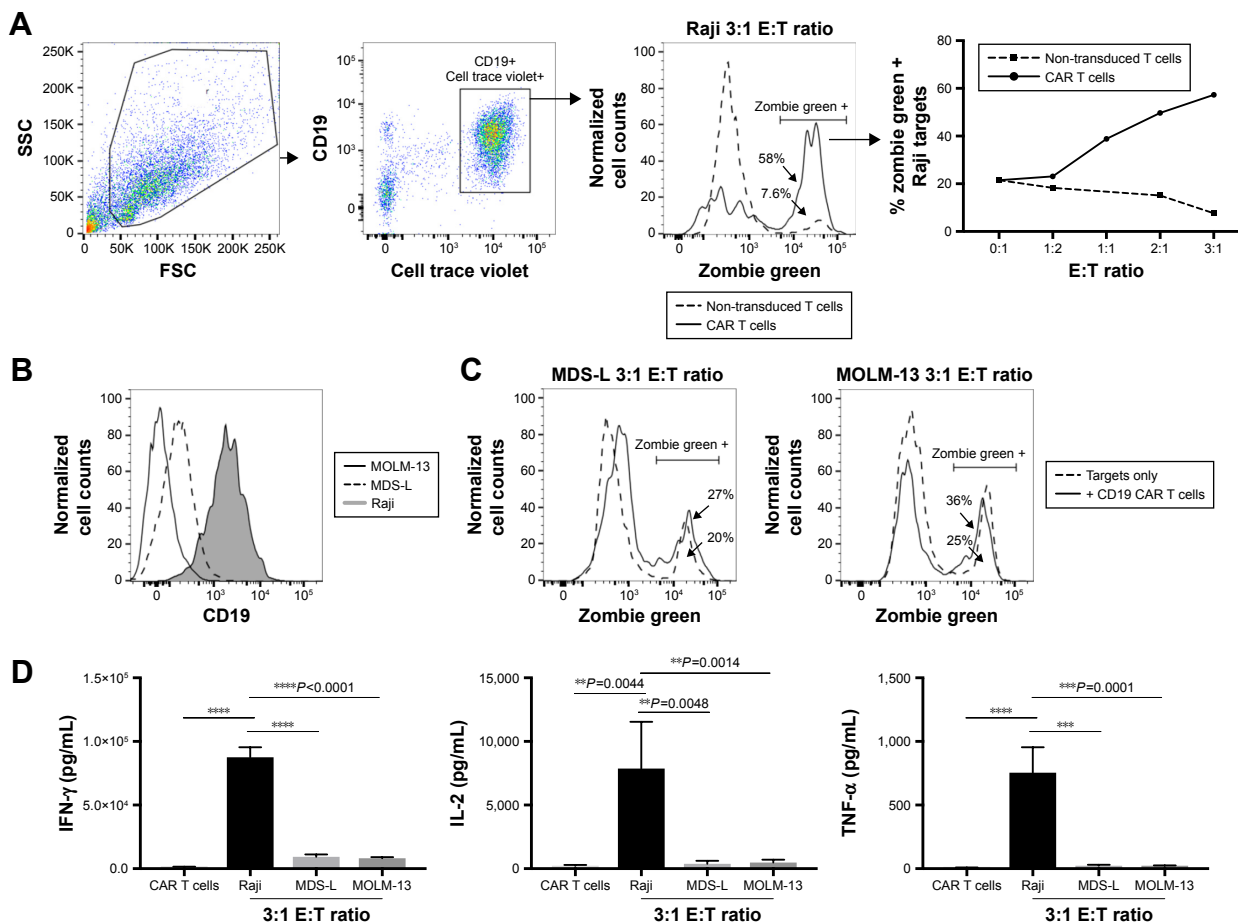 A
SSC
250K
200K
150K
100K
50K
0
0
50K
100K
150K
200K
250K
FSC
CD19+
Cell trace violet+
CD19
10⁵
10⁴
10³
0
0
10³
10⁴
10⁵
Cell trace violet
Raji 3:1 E:T ratio
Normalized
cell counts
100
80
60
40
20
0
Zombie green +
58%
7.6%
0
10³
10⁴
10⁵
Zombie green
Non-transduced T cells
CAR T cells
% zombie green +
Raji targets
80
60
40
20
0
Non-transduced T cells
CAR T cells
0:1
1:2
1:1
2:1
3:1
E:T ratio
B
Normalized
cell counts
100
80
60
40
20
0
0
10³
10⁴
10⁵
CD19
MOLM-13
MDS-L
Raji
C
MDS-L 3:1 E:T ratio
Normalized
cell counts
100
80
60
40
20
0
Zombie green +
27%
20%
0
10³
10⁴
10⁵
Zombie green
MOLM-13 3:1 E:T ratio
100
80
60
40
20
0
Zombie green +
36%
25%
0
10³
10⁴
10⁵
Zombie green
Targets only
+ CD19 CAR T cells
D
IFN-γ (pg/mL)
1.5×10⁵
1.0×10⁵
5.0×10⁴
0.0
****P<0.0001
****
****
CAR T cells
Raji
MDS-L
MOLM-13
3:1 E:T ratio
IL-2 (pg/mL)
15,000
10,000
5,000
0
**P=0.0014
**P=0.0044
**P=0.0048
CAR T cells
Raji
MDS-L
MOLM-13
3:1 E:T ratio
TNF-α (pg/mL)
1,500
1,000
500
0
***P=0.0001
****
***
CAR T cells
Raji
MDS-L
MOLM-13
3:1 E:T ratio